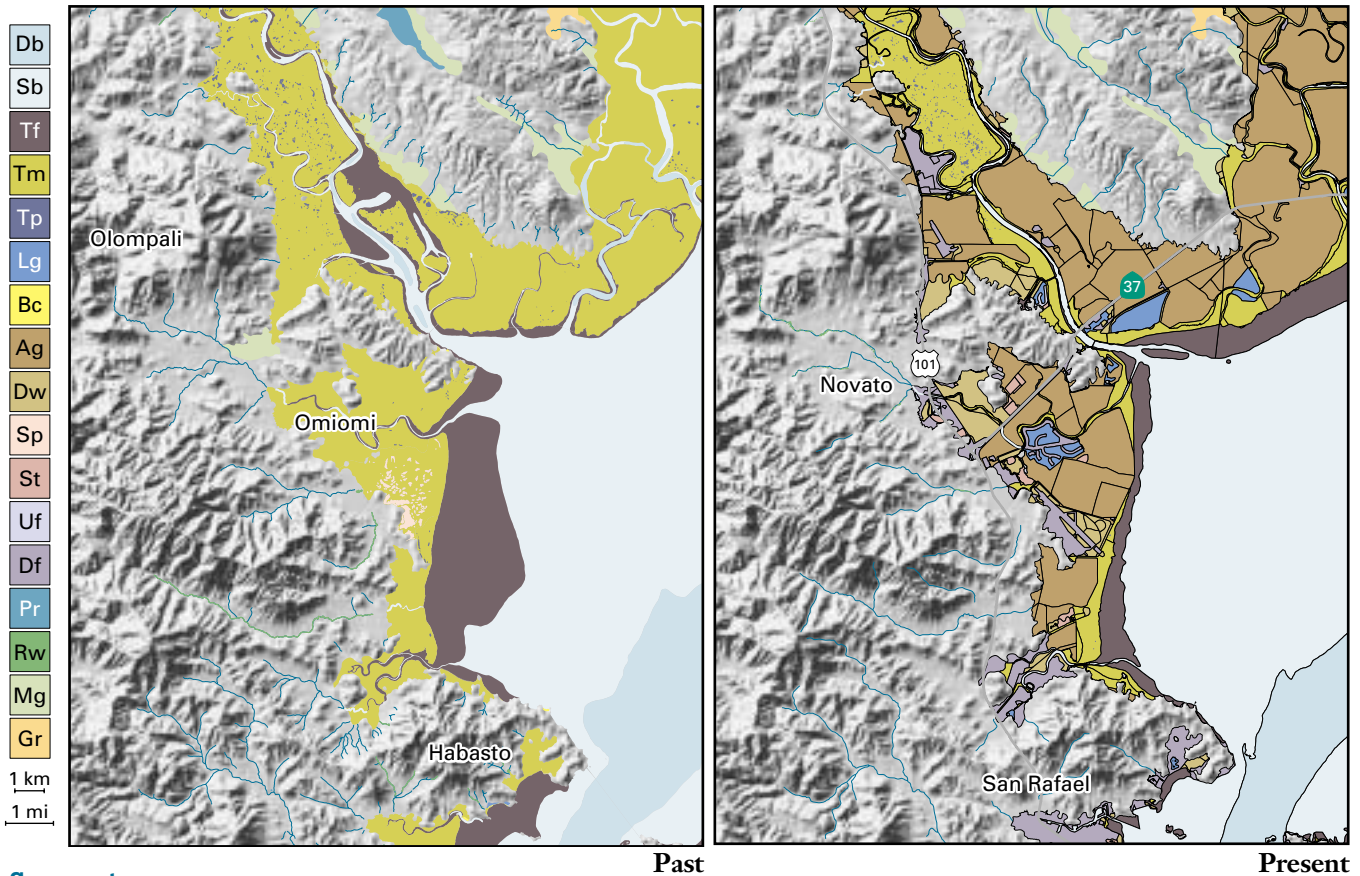 Db
Sb
Tf
Tm
Tp
Lg
Bc
Ag
Dw
Sp
St
Uf
Df
Pr
Rw
Mg
Gr
1 km
1 mi
Olompali
Omiomi
Habasto
Past
37
101
Novato
San Rafael
Present